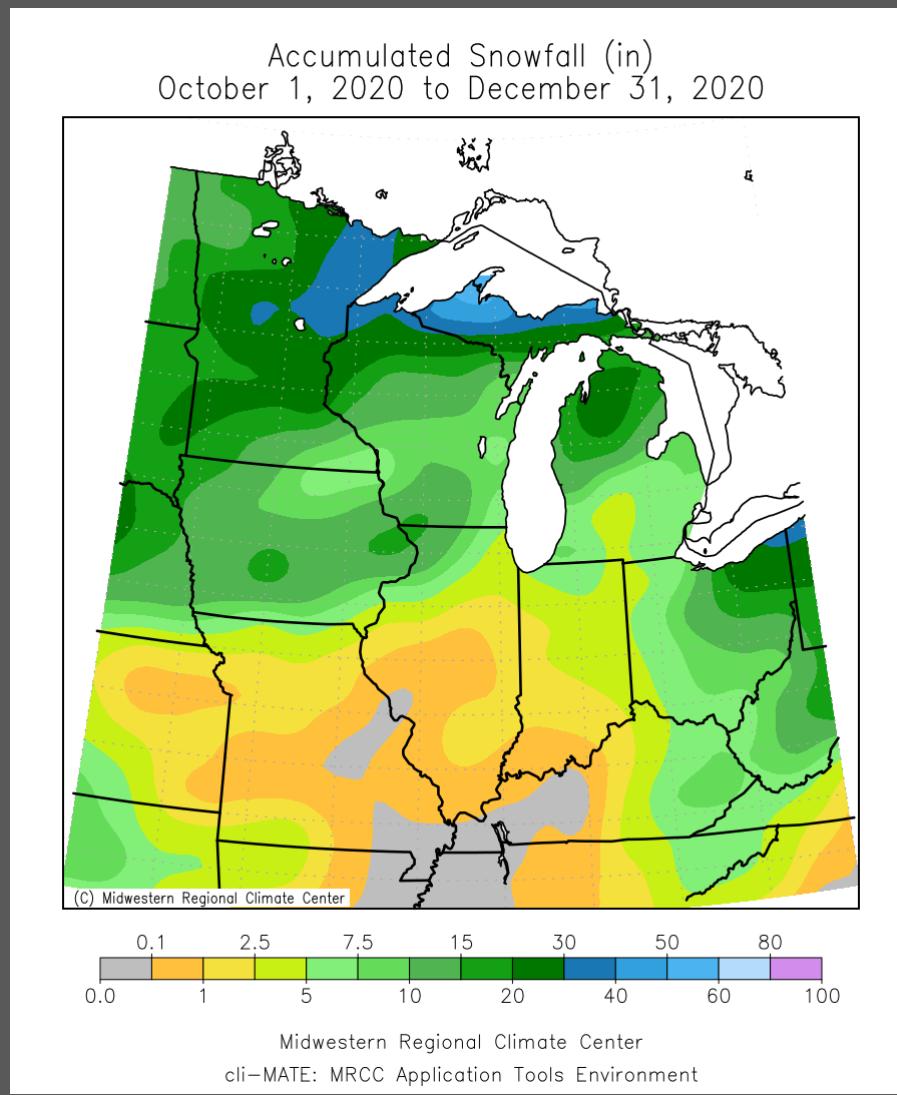 Accumulated Snowfall (in)
October 1, 2020 to December 31, 2020
(C) Midwestern Regional Climate Center
0.1 2.5 7.5 15 30 50 80
0.0 1 5 10 20 40 60 100
Midwestern Regional Climate Center
cli-MATE: MRCC Application Tools Environment